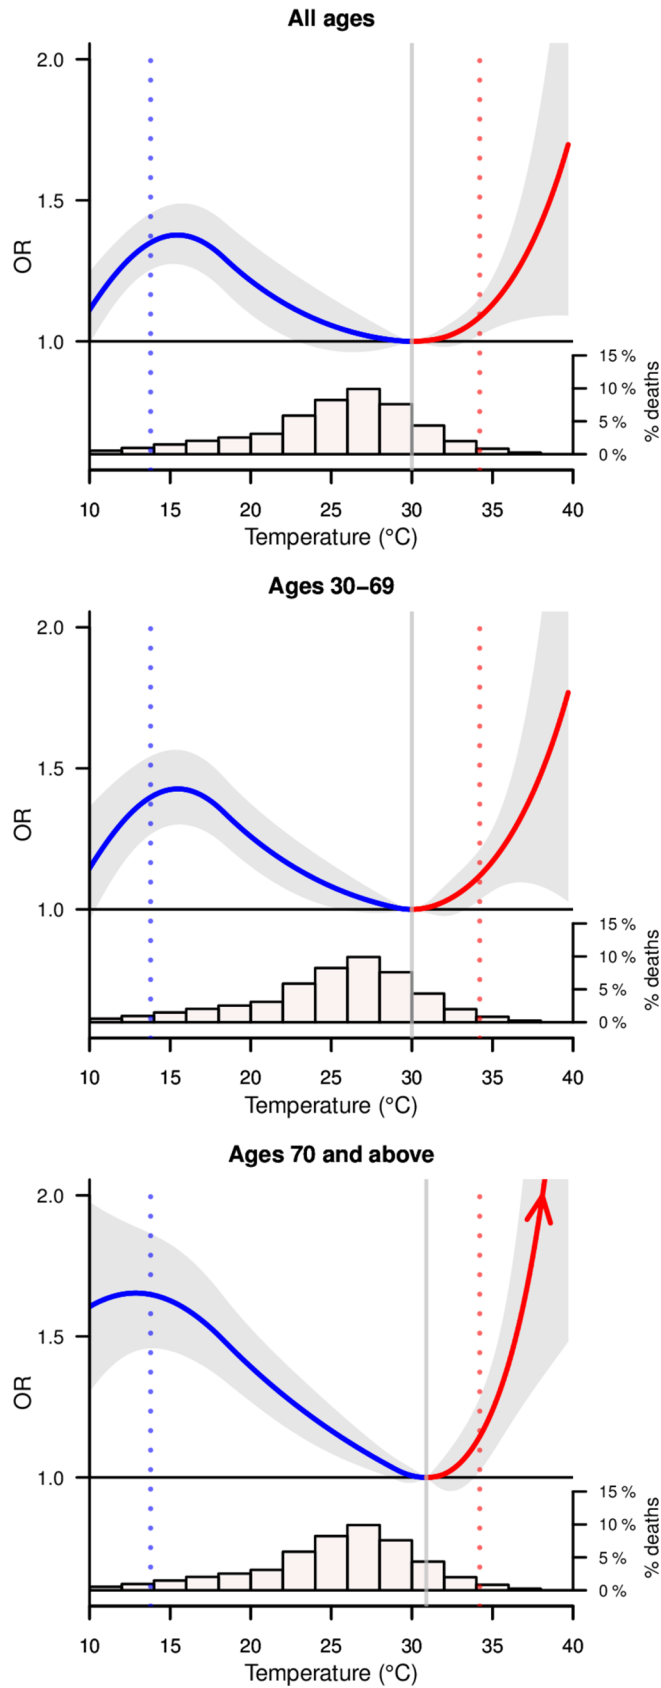 All ages
2.0
1.5
1.0
OR
15 %
10 %
5 %
0 %
% deaths
10 15 20 25 30 35 40
Temperature (°C)
Ages 30–69
2.0
1.5
1.0
OR
15 %
10 %
5 %
0 %
% deaths
10 15 20 25 30 35 40
Temperature (°C)
Ages 70 and above
2.0
1.5
1.0
OR
15 %
10 %
5 %
0 %
% deaths
10 15 20 25 30 35 40
Temperature (°C)